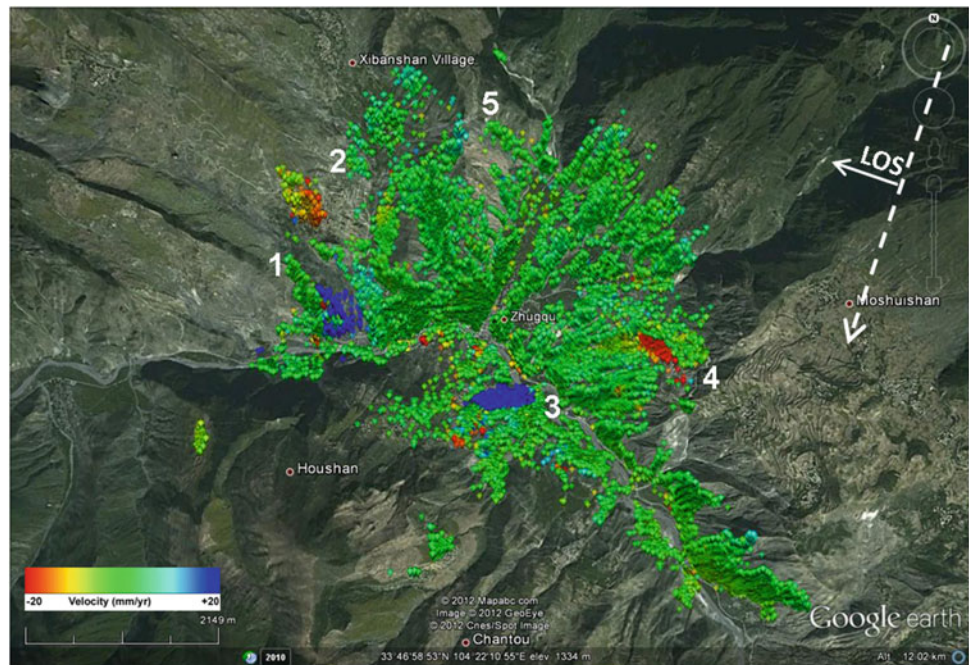 N
Xibanshan Village
5
2
LOS
1
Moshuishan
Zhugqu
4
3
Houshan
-20 Velocity (mm/yr) +20
2149 m
© 2012 Mapabc.com
Image © 2012 GeoEye
© 2012 Cnes/Spot Image
Google earth
Chantou
2010
33°46'58.53"N 104°22'10.55"E elev 1334 m
Alt 12.02 km